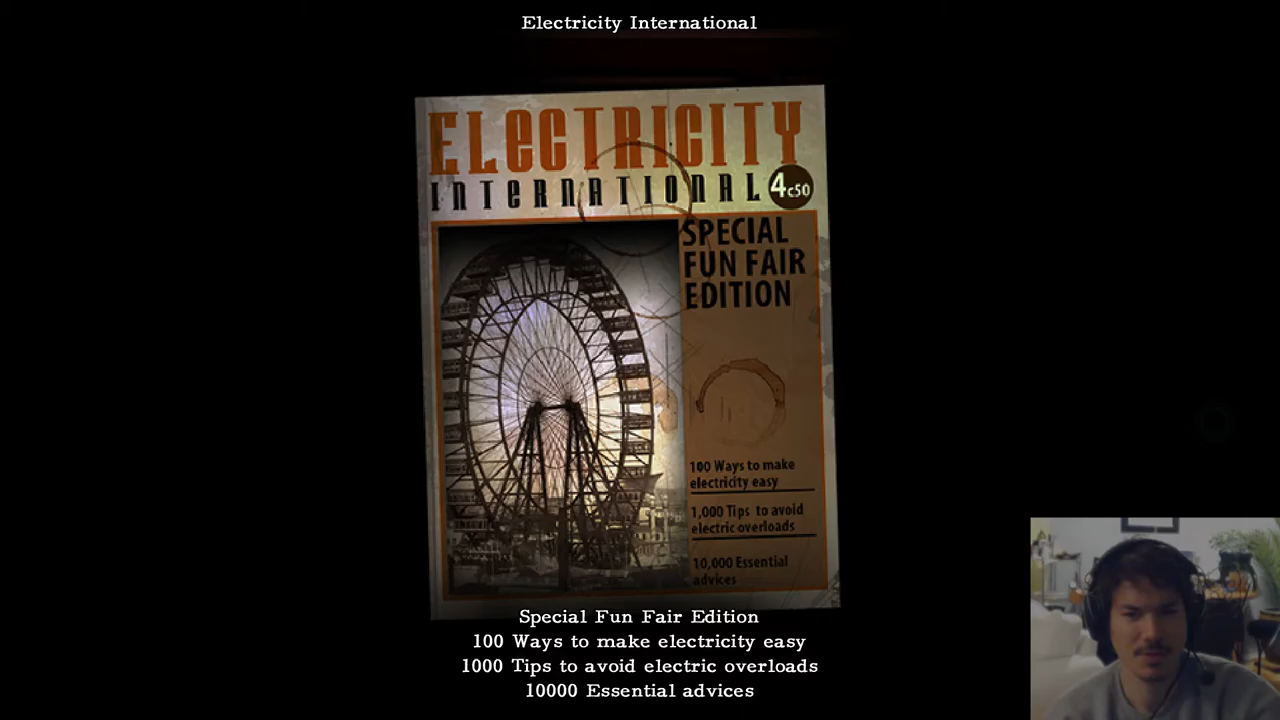 Electricity International
ELECTRICITY
INTERNATIONAL
4c50
SPECIAL
FUN FAIR
EDITION
100 Ways to make
electricity easy
1,000 Tips to avoid
electric overloads
10,000 Essential
advices
Special Fun Fair Edition
100 Ways to make electricity easy
1000 Tips to avoid electric overloads
10000 Essential advices